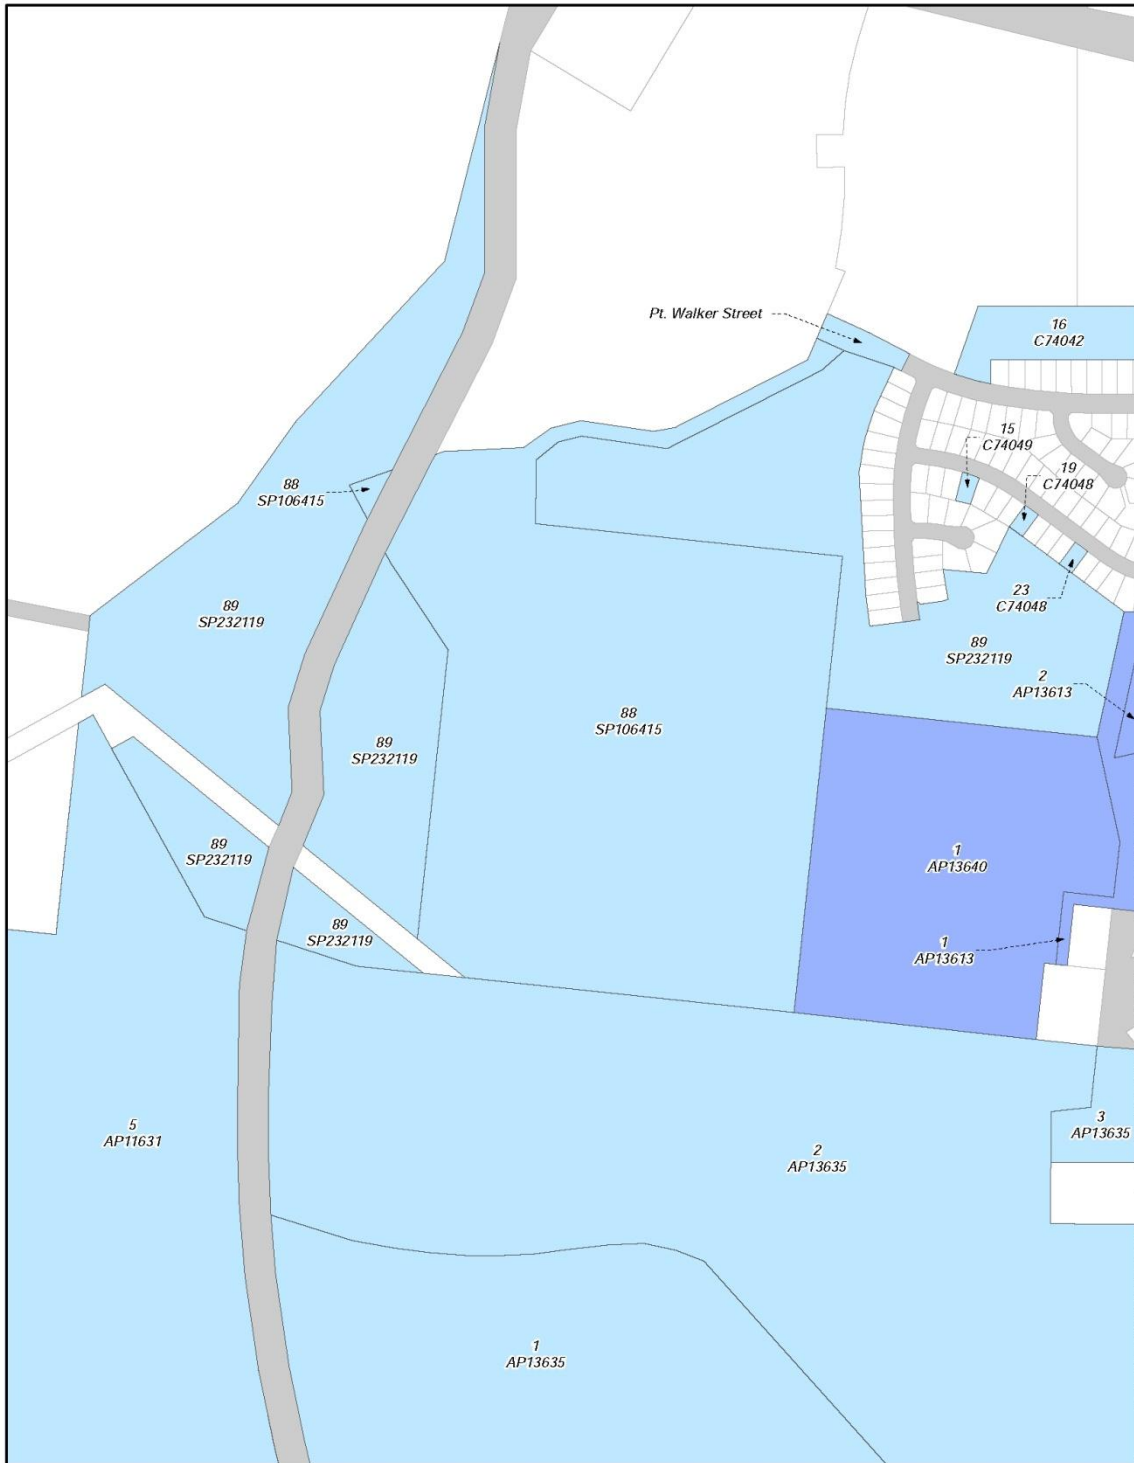 Pt. Walker Street
16
C74042
15
C74049
19
C74048
88
SP106415
23
C74048
89
SP232119
89
SP232119
2
AP13613
88
SP106415
89
SP232119
89
SP232119
1
AP13640
89
SP232119
1
AP13613
5
AP11631
3
AP13635
2
AP13635
1
AP13635